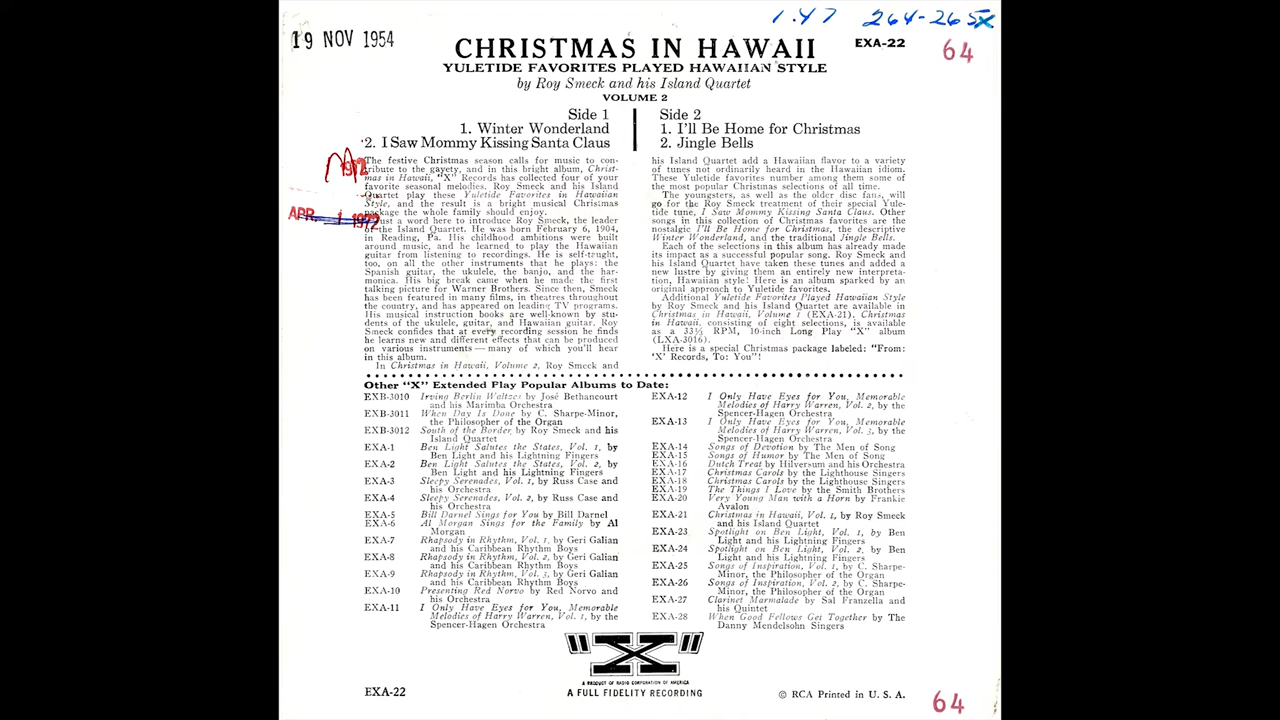 1.47 264-265x
19 NOV 1954
CHRISTMAS IN HAWAII
EXA-22
64
YULETIDE FAVORITES PLAYED HAWAIIAN STYLE
by Roy Smeck and his Island Quartet
VOLUME 2
Side 1
1. Winter Wonderland
2. I Saw Mommy Kissing Santa Claus
Side 2
1. I'll Be Home for Christmas
2. Jingle Bells
The festive Christmas season calls for music to con-
tribute to the gayety, and in this bright album, Christ-
mas in Hawaii, "X" Records has collected four of your
favorite seasonal melodies. Roy Smeck and his Island
Quartet play these Yuletide Favorites in Hawaiian
Style, and the result is a bright musical Christmas
package the whole family should enjoy.
Just a word here to introduce Roy Smeck, the leader
of the Island Quartet. He was born February 6, 1904,
in Reading, Pa. His childhood ambitions were built
around music, and he learned to play the Hawaiian
guitar from listening to recordings. He is self-taught,
too, on all the other instruments that he plays: the
Spanish guitar, the ukulele, the banjo, and the har-
monica. His big break came when he made the first
talking picture for Warner Brothers. Since then, Smeck
has been featured in many films, in theatres throughout
the country, and has appeared on leading TV programs.
His musical instruction books are well-known by stu-
dents of the ukulele, guitar, and Hawaiian guitar. Roy
Smeck confides that at every recording session he finds
he learns new and different effects that can be produced
on various instruments — many of which you'll hear
in this album.
In Christmas in Hawaii, Volume 2, Roy Smeck and
1972
APR. 1 1972
his Island Quartet add a Hawaiian flavor to a variety
of tunes not ordinarily heard in the Hawaiian idiom.
These Yuletide favorites number among them some of
the most popular Christmas selections of all time.
The youngsters, as well as the older disc fans, will
go for the Roy Smeck treatment of their special Yule-
tide tune, I Saw Mommy Kissing Santa Claus. Other
songs in this collection of Christmas favorites are the
nostalgic I'll Be Home for Christmas, the descriptive
Winter Wonderland, and the traditional Jingle Bells.
Each of the selections in this album has already made
its impact as a successful popular song. Roy Smeck and
his Island Quartet have taken these tunes and added a
new lustre by giving them an entirely new interpreta-
tion, Hawaiian style! Here is an album sparked by an
original approach to Yuletide favorites.
Additional Yuletide Favorites Played Hawaiian Style
by Roy Smeck and his Island Quartet are available in
Christmas in Hawaii, Volume 1 (EXA-21). Christmas
in Hawaii, consisting of eight selections, is available
as a 33⅓ RPM, 10-inch Long Play "X" album
(LXA-3016).
Here is a special Christmas package labeled: "From:
'X' Records, To: You"!
Other "X" Extended Play Popular Albums to Date:
EXB-3010 Irving Berlin Waltzes by José Bethancourt
and his Marimba Orchestra
EXB-3011 When Day Is Done by C. Sharpe-Minor,
the Philosopher of the Organ
EXB-3012 South of the Border by Roy Smeck and his
Island Quartet
EXA-1 Ben Light Salutes the States, Vol. 1, by
Ben Light and his Lightning Fingers
EXA-2 Ben Light Salutes the States, Vol. 2, by
Ben Light and his Lightning Fingers
EXA-3 Sleepy Serenades, Vol. 1, by Russ Case and
his Orchestra
EXA-4 Sleepy Serenades, Vol. 2, by Russ Case and
his Orchestra
EXA-5 Bill Darnel Sings for You by Bill Darnel
EXA-6 Al Morgan Sings for the Family by Al
Morgan
EXA-7 Rhapsody in Rhythm, Vol. 1, by Geri Galian
and his Caribbean Rhythm Boys
EXA-8 Rhapsody in Rhythm, Vol. 2, by Geri Galian
and his Caribbean Rhythm Boys
EXA-9 Rhapsody in Rhythm, Vol. 3, by Geri Galian
and his Caribbean Rhythm Boys
EXA-10 Presenting Red Norvo by Red Norvo and
his Orchestra
EXA-11 I Only Have Eyes for You, Memorable
Melodies of Harry Warren, Vol. 1, by the
Spencer-Hagen Orchestra
EXA-12 I Only Have Eyes for You, Memorable
Melodies of Harry Warren, Vol. 2, by the
Spencer-Hagen Orchestra
EXA-13 I Only Have Eyes for You, Memorable
Melodies of Harry Warren, Vol. 3, by the
Spencer-Hagen Orchestra
EXA-14 Songs of Devotion by The Men of Song
EXA-15 Songs of Humor by The Men of Song
EXA-16 Dutch Treat by Hilversum and his Orchestra
EXA-17 Christmas Carols by the Lighthouse Singers
EXA-18 Christmas Carols by the Lighthouse Singers
EXA-19 The Things I Love by the Smith Brothers
EXA-20 Very Young Man with a Horn by Frankie
Avalon
EXA-21 Christmas in Hawaii, Vol. 1, by Roy Smeck
and his Island Quartet
EXA-23 Spotlight on Ben Light, Vol. 1, by Ben
Light and his Lightning Fingers
EXA-24 Spotlight on Ben Light, Vol. 2, by Ben
Light and his Lightning Fingers
EXA-25 Songs of Inspiration, Vol. 1, by C. Sharpe-
Minor, the Philosopher of the Organ
EXA-26 Songs of Inspiration, Vol. 2, by C. Sharpe-
Minor, the Philosopher of the Organ
EXA-27 Clarinet Marmalade by Sal Franzella and
his Quintet
EXA-28 When Good Fellows Get Together by The
Danny Mendelsohn Singers
"X"
A PRODUCT OF RADIO CORPORATION OF AMERICA
A FULL FIDELITY RECORDING
EXA-22
© RCA Printed in U. S. A.
64